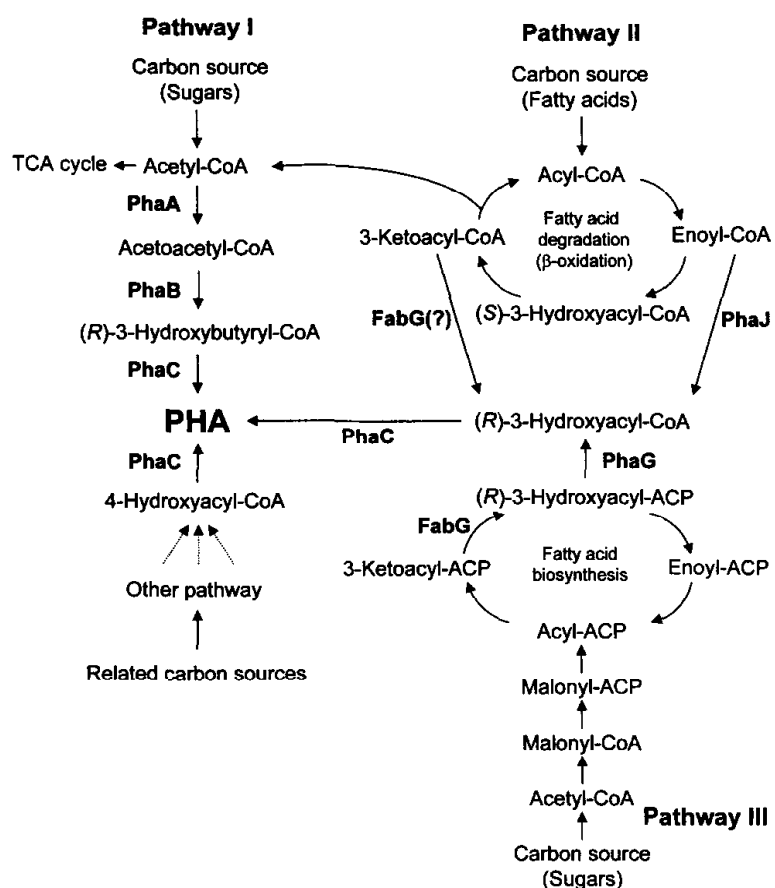 Pathway I
Carbon source
(Sugars)
TCA cycle
Acetyl-CoA
PhaA
Acetoacetyl-CoA
PhaB
(R)-3-Hydroxybutyryl-CoA
PhaC
PHA
PhaC
4-Hydroxyacyl-CoA
Other pathway
Related carbon sources
Pathway II
Carbon source
(Fatty acids)
Acyl-CoA
3-Ketoacyl-CoA
Fatty acid
degradation
(β-oxidation)
Enoyl-CoA
(S)-3-Hydroxyacyl-CoA
FabG(?)
PhaJ
(R)-3-Hydroxyacyl-CoA
PhaC
PhaG
(R)-3-Hydroxyacyl-ACP
FabG
3-Ketoacyl-ACP
Fatty acid
biosynthesis
Enoyl-ACP
Acyl-ACP
Malonyl-ACP
Malonyl-CoA
Acetyl-CoA
Pathway III
Carbon source
(Sugars)